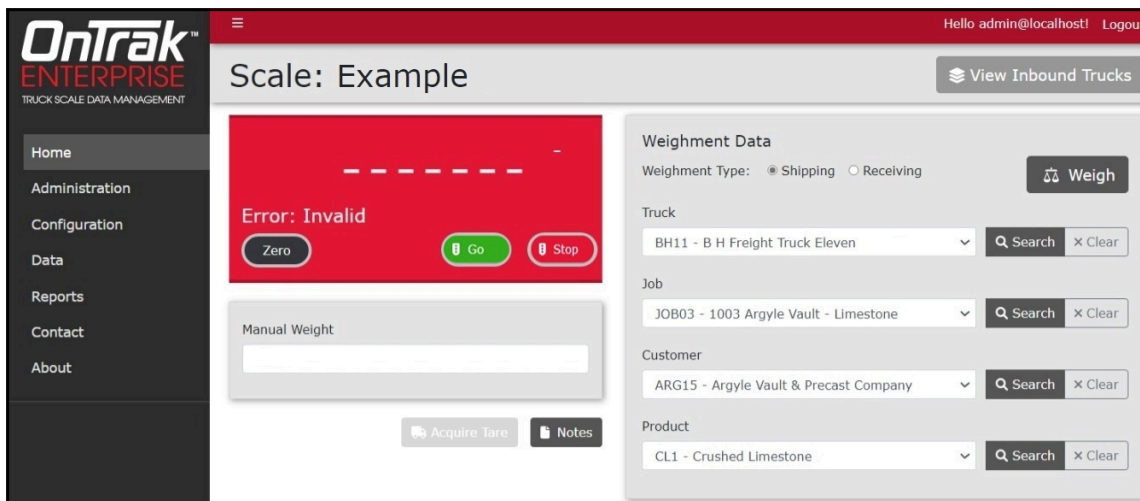 OnTrak™
ENTERPRISE
TRUCK SCALE DATA MANAGEMENT
Home
Administration
Configuration
Data
Reports
Contact
About
Hello admin@localhost! Logou
Scale: Example
View Inbound Trucks
Error: Invalid
Zero
Go
Stop
Manual Weight
Acquire Tare
Notes
Weighment Data
Weighment Type: Shipping Receiving
Weigh
Truck
BH11 - B H Freight Truck Eleven
Search
Clear
Job
JOB03 - 1003 Argyle Vault - Limestone
Search
Clear
Customer
ARG15 - Argyle Vault & Precast Company
Search
Clear
Product
CL1 - Crushed Limestone
Search
Clear